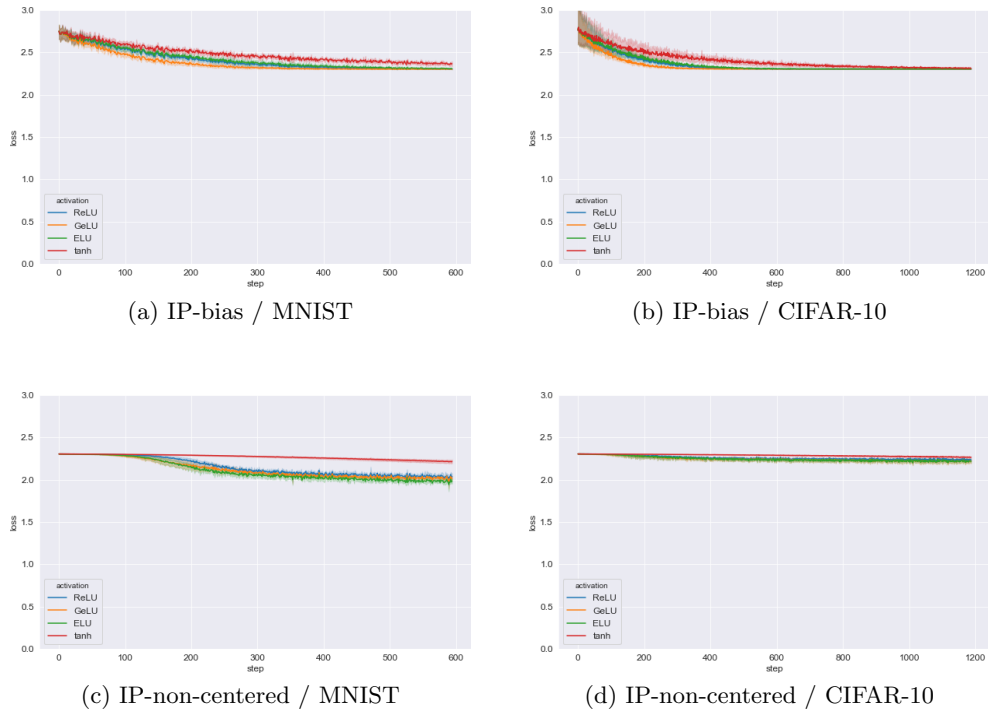 3.0
2.5
2.0
1.5
1.0
0.5
0.0
loss
activation
ReLU
GeLU
ELU
tanh
0 100 200 300 400 500 600
step
(a) IP-bias / MNIST
3.0
2.5
2.0
1.5
1.0
0.5
0.0
loss
activation
ReLU
GeLU
ELU
tanh
0 200 400 600 800 1000 1200
step
(b) IP-bias / CIFAR-10
3.0
2.5
2.0
1.5
1.0
0.5
0.0
loss
activation
ReLU
GeLU
ELU
tanh
0 100 200 300 400 500 600
step
(c) IP-non-centered / MNIST
3.0
2.5
2.0
1.5
1.0
0.5
0.0
loss
activation
ReLU
GeLU
ELU
tanh
0 200 400 600 800 1000 1200
step
(d) IP-non-centered / CIFAR-10